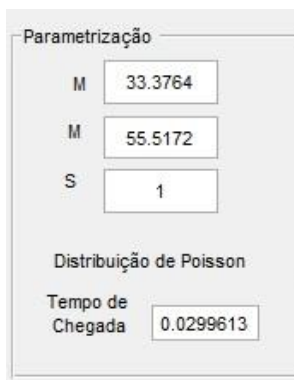 Parametrização
M 33.3764
M 55.5172
S 1
Distribuição de Poisson
Tempo de
Chegada 0.0299613